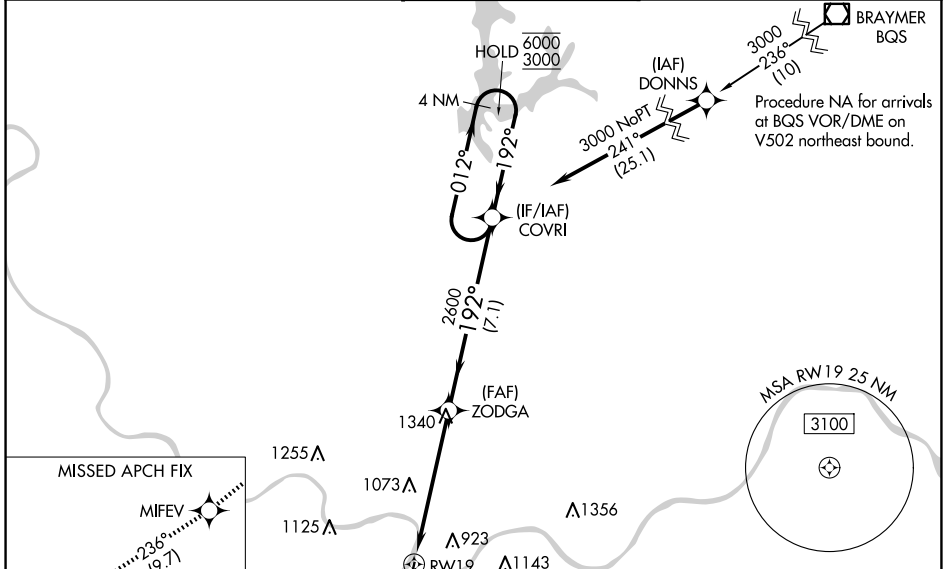 BRAYMER
BQS
3000
236°
(10)
HOLD
6000
3000
(IAF)
DONNS
4 NM
3000 NoPT
241°
(25.1)
Procedure NA for arrivals
at BQS VOR/DME on
V502 northeast bound.
012°
192°
(IF/IAF)
COVRI
2600
192°
(7.1)
(FAF)
ZODGA
1340
MSA RW19 25 NM
3100
1255
MISSED APCH FIX
1073
MIFEV
1356
1125
236°
923
RW19
1143